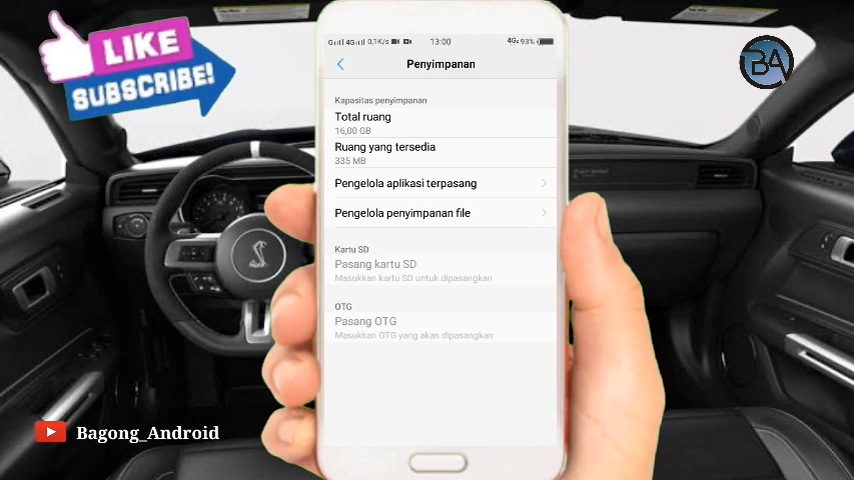 LIKE
SUBSCRIBE!
BA
0,1K/s
13:00
93%
Penyimpanan
Kapasitas penyimpanan
Total ruang
16,00 GB
Ruang yang tersedia
335 MB
Pengelola aplikasi terpasang
Pengelola penyimpanan file
Kartu SD
Pasang kartu SD
Masukkan kartu SD untuk dipasangkan
OTG
Pasang OTG
Masukkan OTG yang akan dipasangkan
Bagong_Android